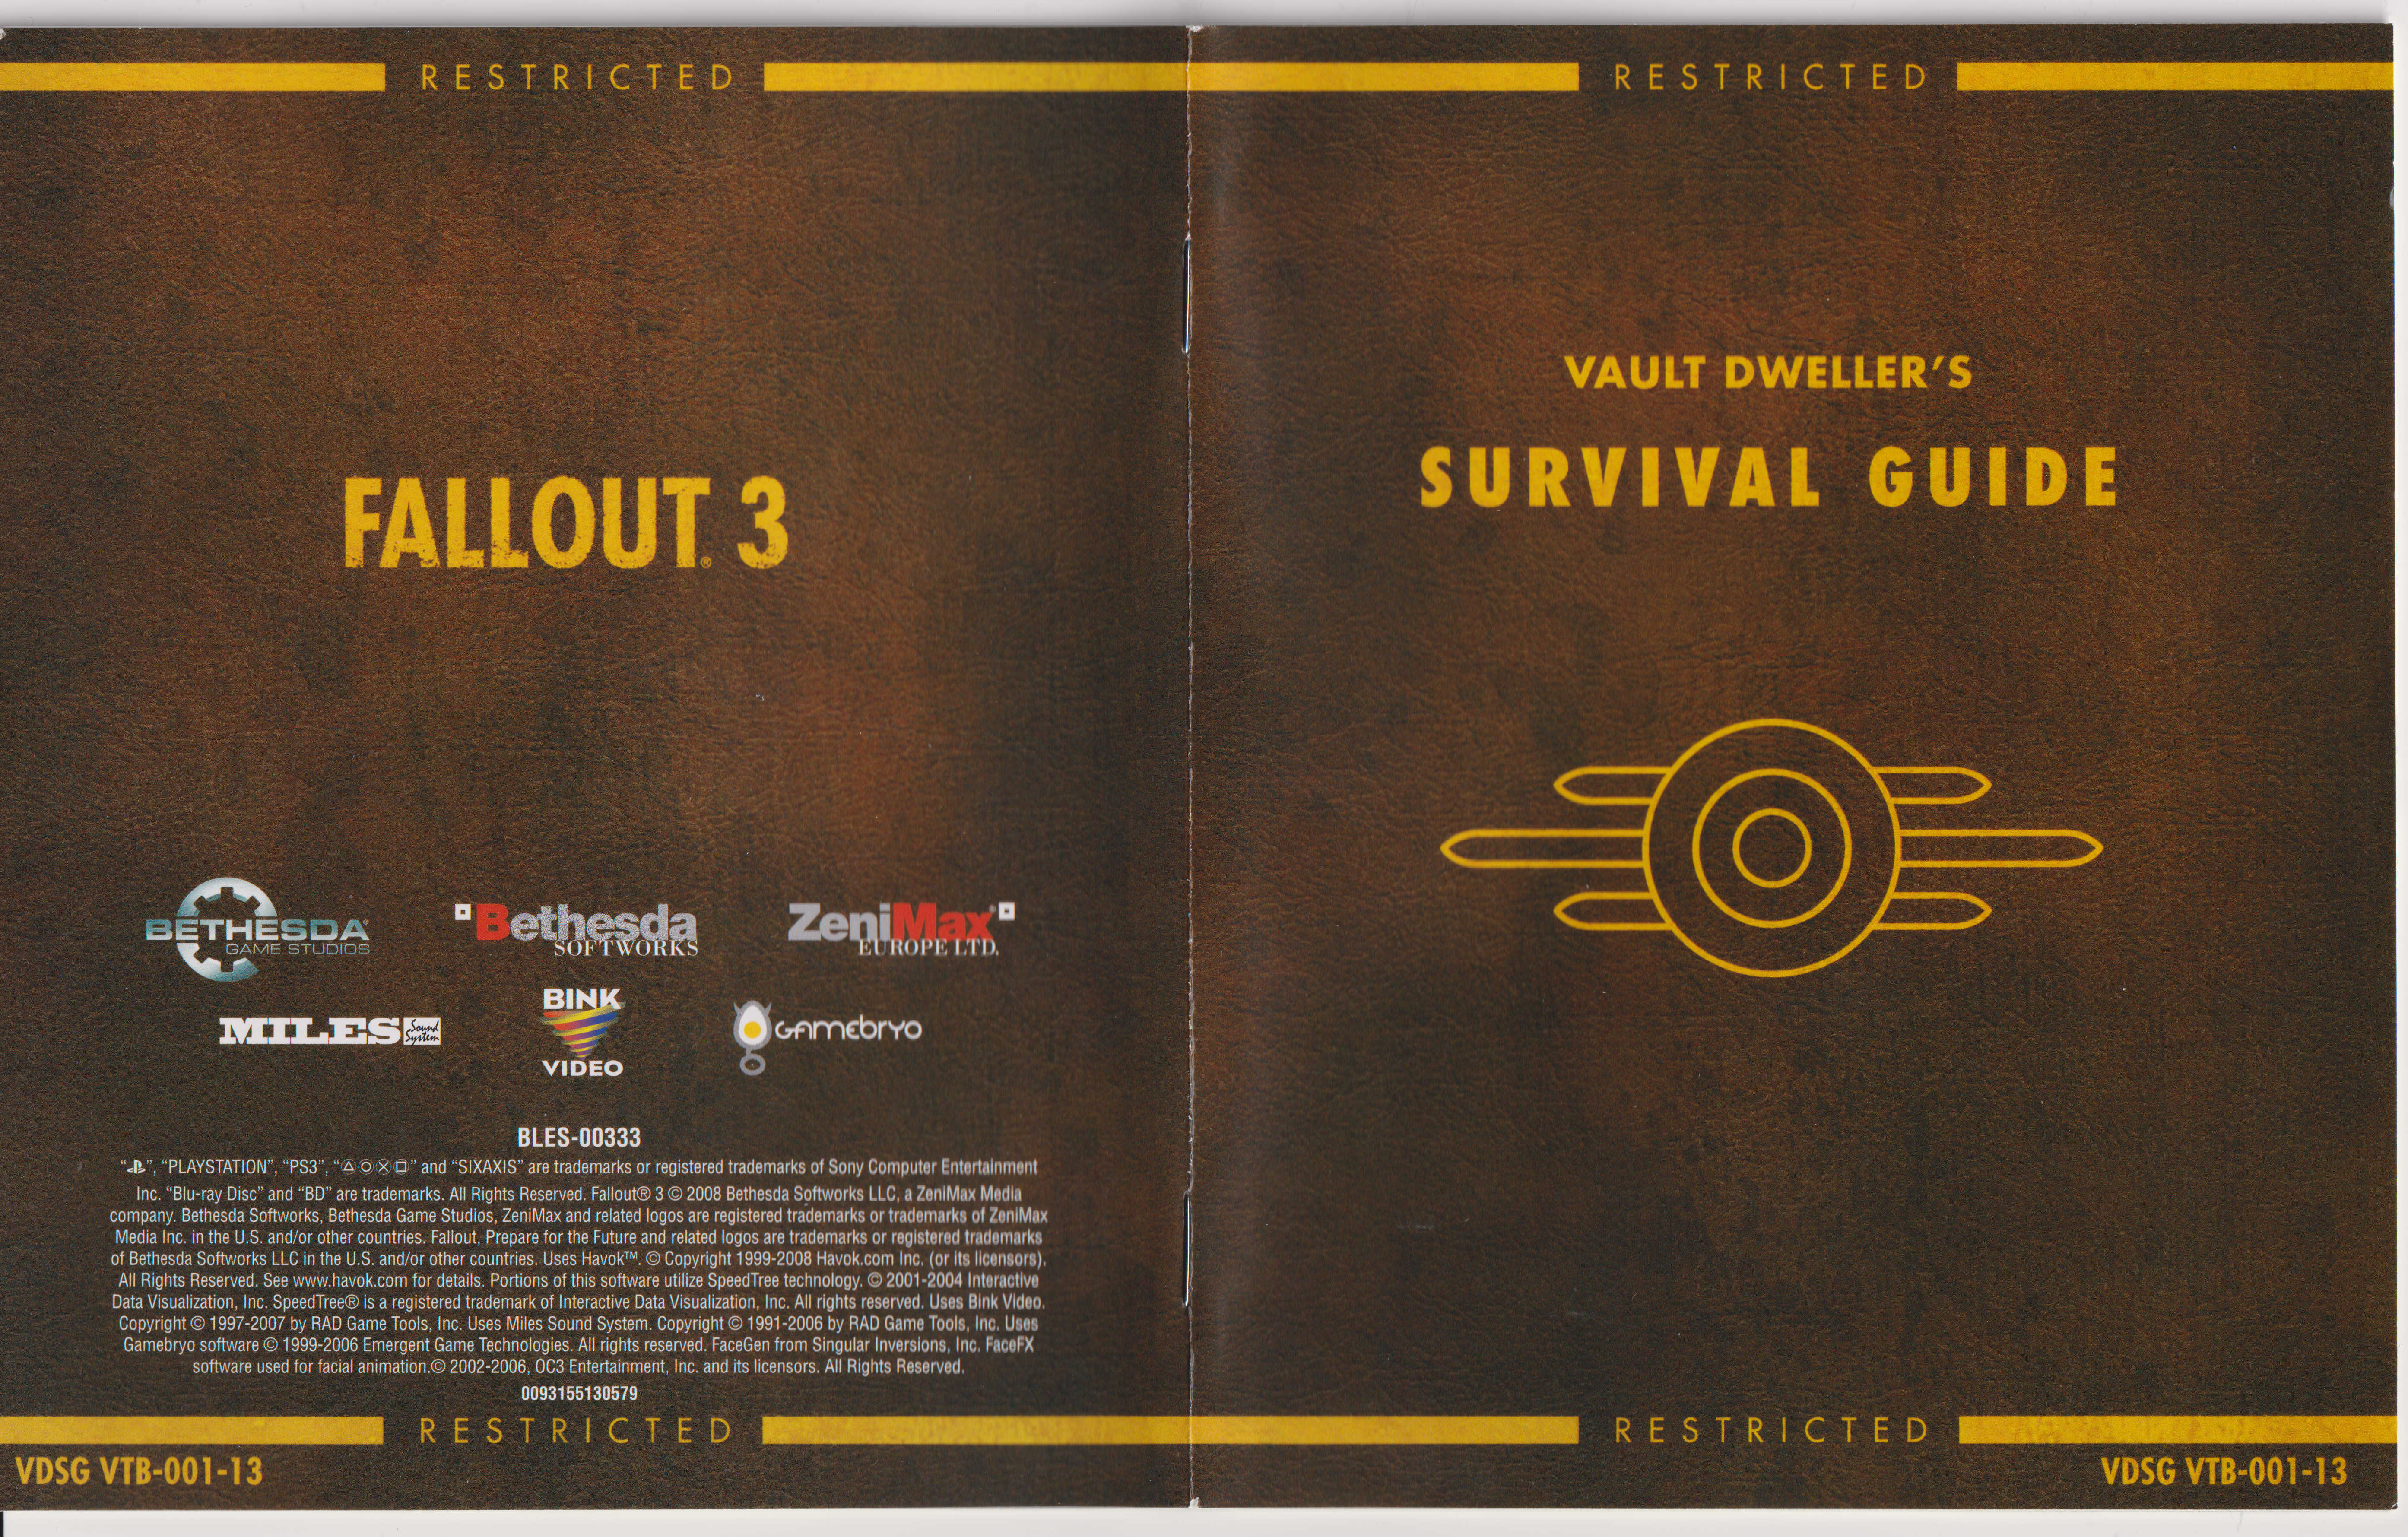 RESTRICTED
FALLOUT® 3
BETHESDA®
GAME STUDIOS
Bethesda
SOFTWORKS
ZeniMax®
EUROPE LTD.
MILES Sound System
BINK
VIDEO
GAMEBRYO
BLES-00333
“”, “PLAYSTATION”, “PS3”, “△○✕□” and “SIXAXIS” are trademarks or registered trademarks of Sony Computer Entertainment
Inc. “Blu-ray Disc” and “BD” are trademarks. All Rights Reserved. Fallout® 3 © 2008 Bethesda Softworks LLC, a ZeniMax Media
company. Bethesda Softworks, Bethesda Game Studios, ZeniMax and related logos are registered trademarks or trademarks of ZeniMax
Media Inc. in the U.S. and/or other countries. Fallout, Prepare for the Future and related logos are trademarks or registered trademarks
of Bethesda Softworks LLC in the U.S. and/or other countries. Uses Havok™. © Copyright 1999-2008 Havok.com Inc. (or its licensors).
All Rights Reserved. See www.havok.com for details. Portions of this software utilize SpeedTree technology. © 2001-2004 Interactive
Data Visualization, Inc. SpeedTree® is a registered trademark of Interactive Data Visualization, Inc. All rights reserved. Uses Bink Video.
Copyright © 1997-2007 by RAD Game Tools, Inc. Uses Miles Sound System. Copyright © 1991-2006 by RAD Game Tools, Inc. Uses
Gamebryo software © 1999-2006 Emergent Game Technologies. All rights reserved. FaceGen from Singular Inversions, Inc. FaceFX
software used for facial animation.© 2002-2006, OC3 Entertainment, Inc. and its licensors. All Rights Reserved.
0093155130579
RESTRICTED
VDSG VTB-001-13
RESTRICTED
VAULT DWELLER’S
SURVIVAL GUIDE
RESTRICTED
VDSG VTB-001-13